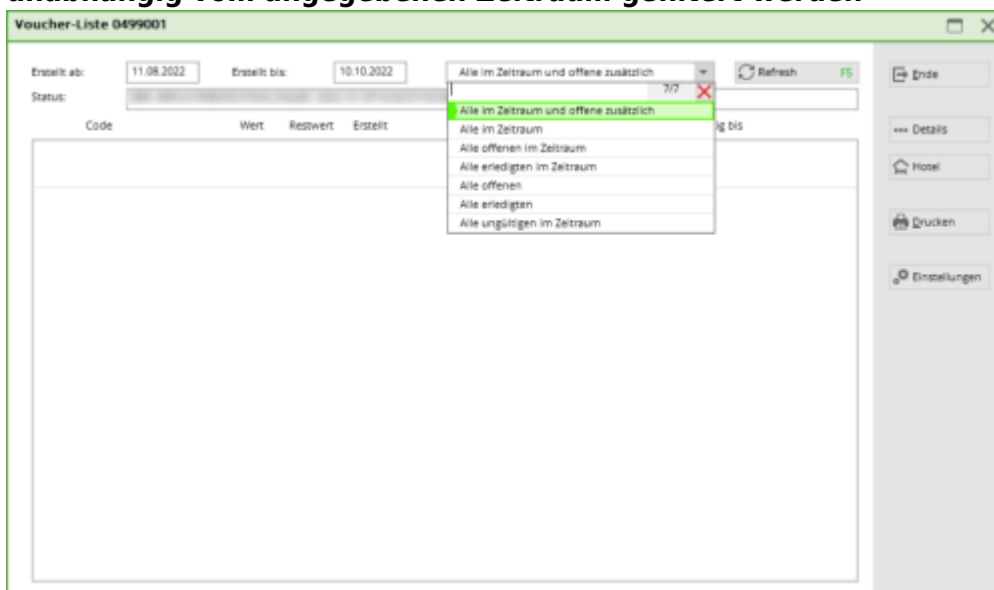 unabhängig vom angegebenen Zeitraum gefiltert werden
Voucher-Liste 0499001
Erstellt ab: 11.08.2022 Erstellt bis: 10.10.2022 Alle im Zeitraum und offene zusätzlich Refresh F5 Ende
Status: 7/7
Code Wert Restwert Erstellt ig bis
Alle im Zeitraum und offene zusätzlich
Alle im Zeitraum
Alle offenen im Zeitraum
Alle erledigten im Zeitraum
Alle offenen
Alle erledigten
Alle ungültigen im Zeitraum
Details
Hotel
Drucken
Einstellungen